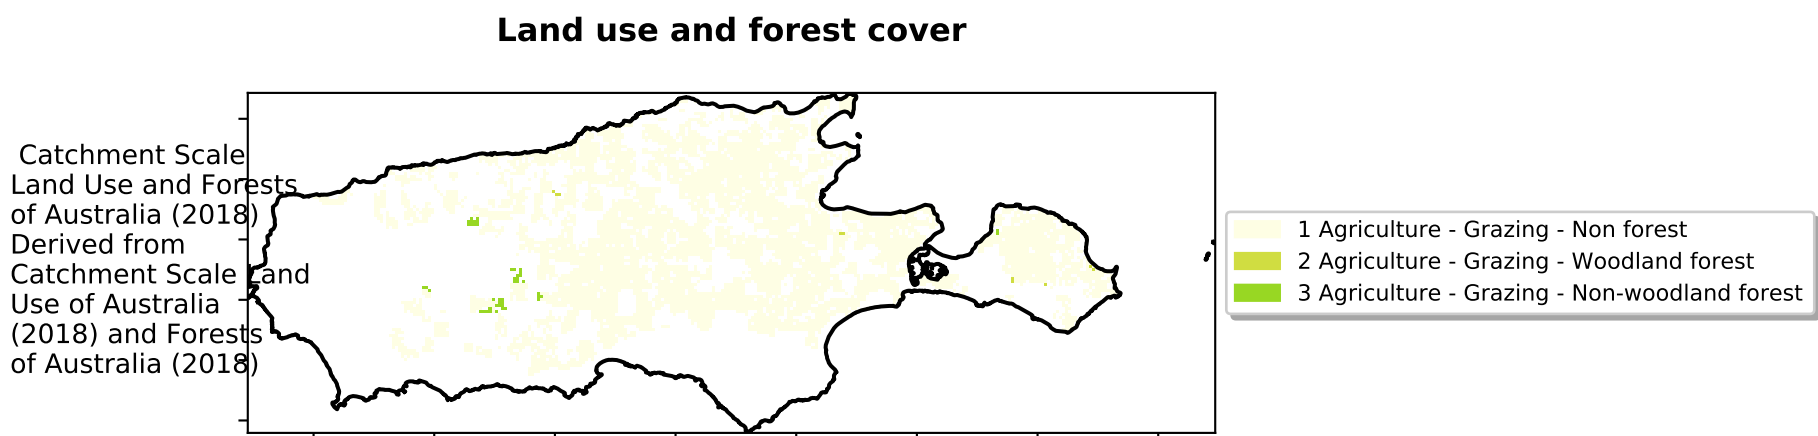 Land use and forest cover
Catchment Scale
Land Use and Forests
of Australia (2018)
Derived from
Catchment Scale Land
Use of Australia
(2018) and Forests
of Australia (2018)
1 Agriculture - Grazing - Non forest
2 Agriculture - Grazing - Woodland forest
3 Agriculture - Grazing - Non-woodland forest